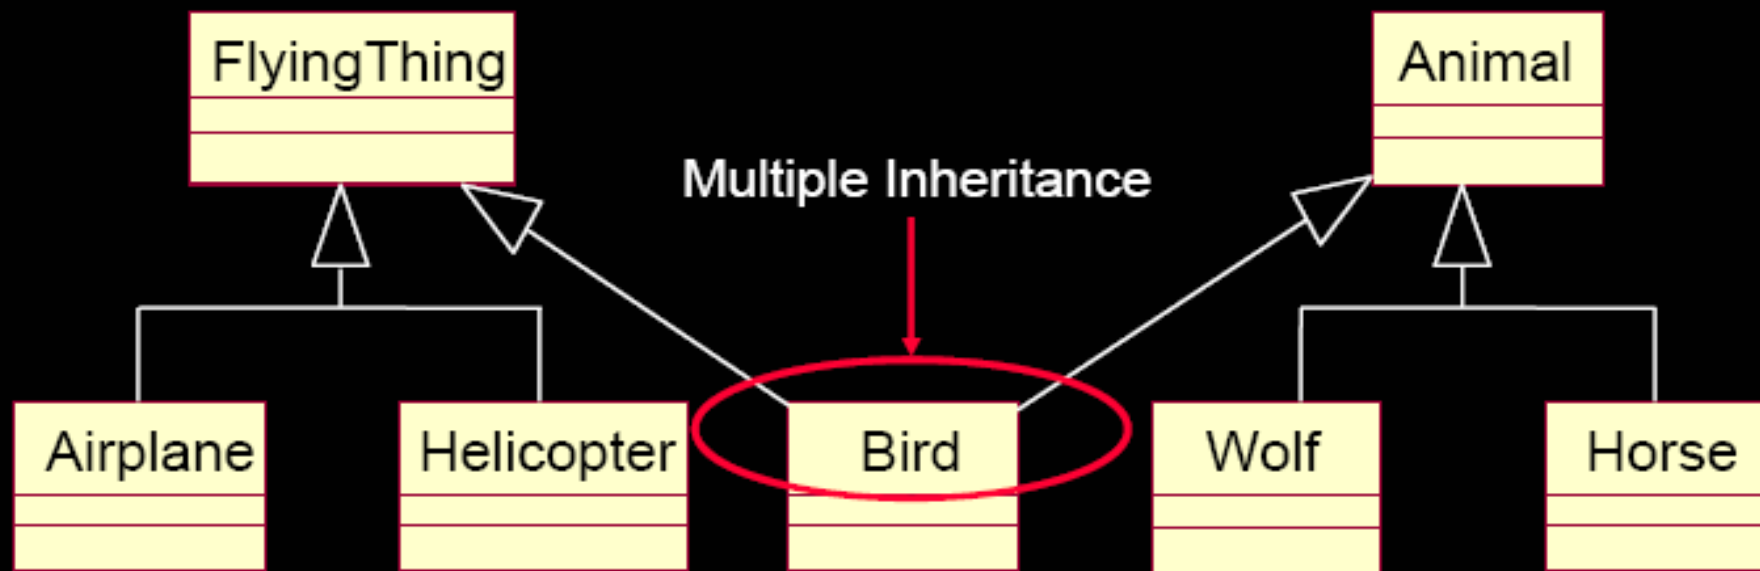 FlyingThing
Animal
Multiple Inheritance
Airplane
Helicopter
Bird
Wolf
Horse